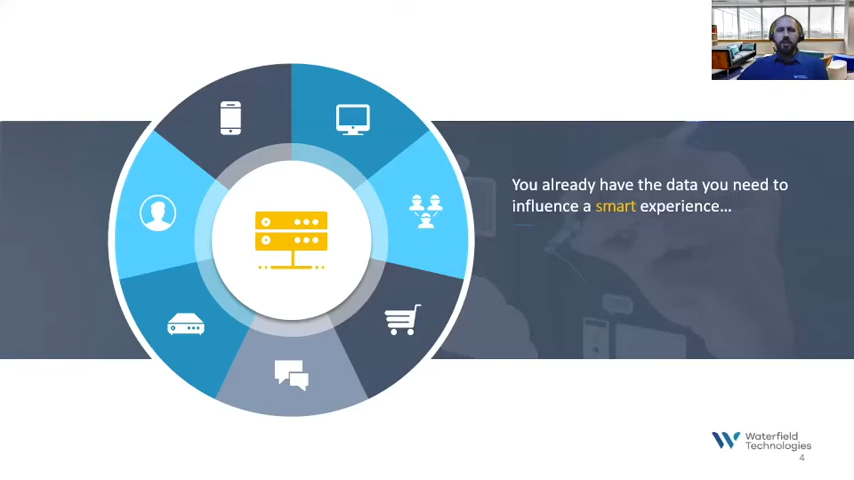 You already have the data you need to
influence a smart experience...
Waterfield
Technologies
4